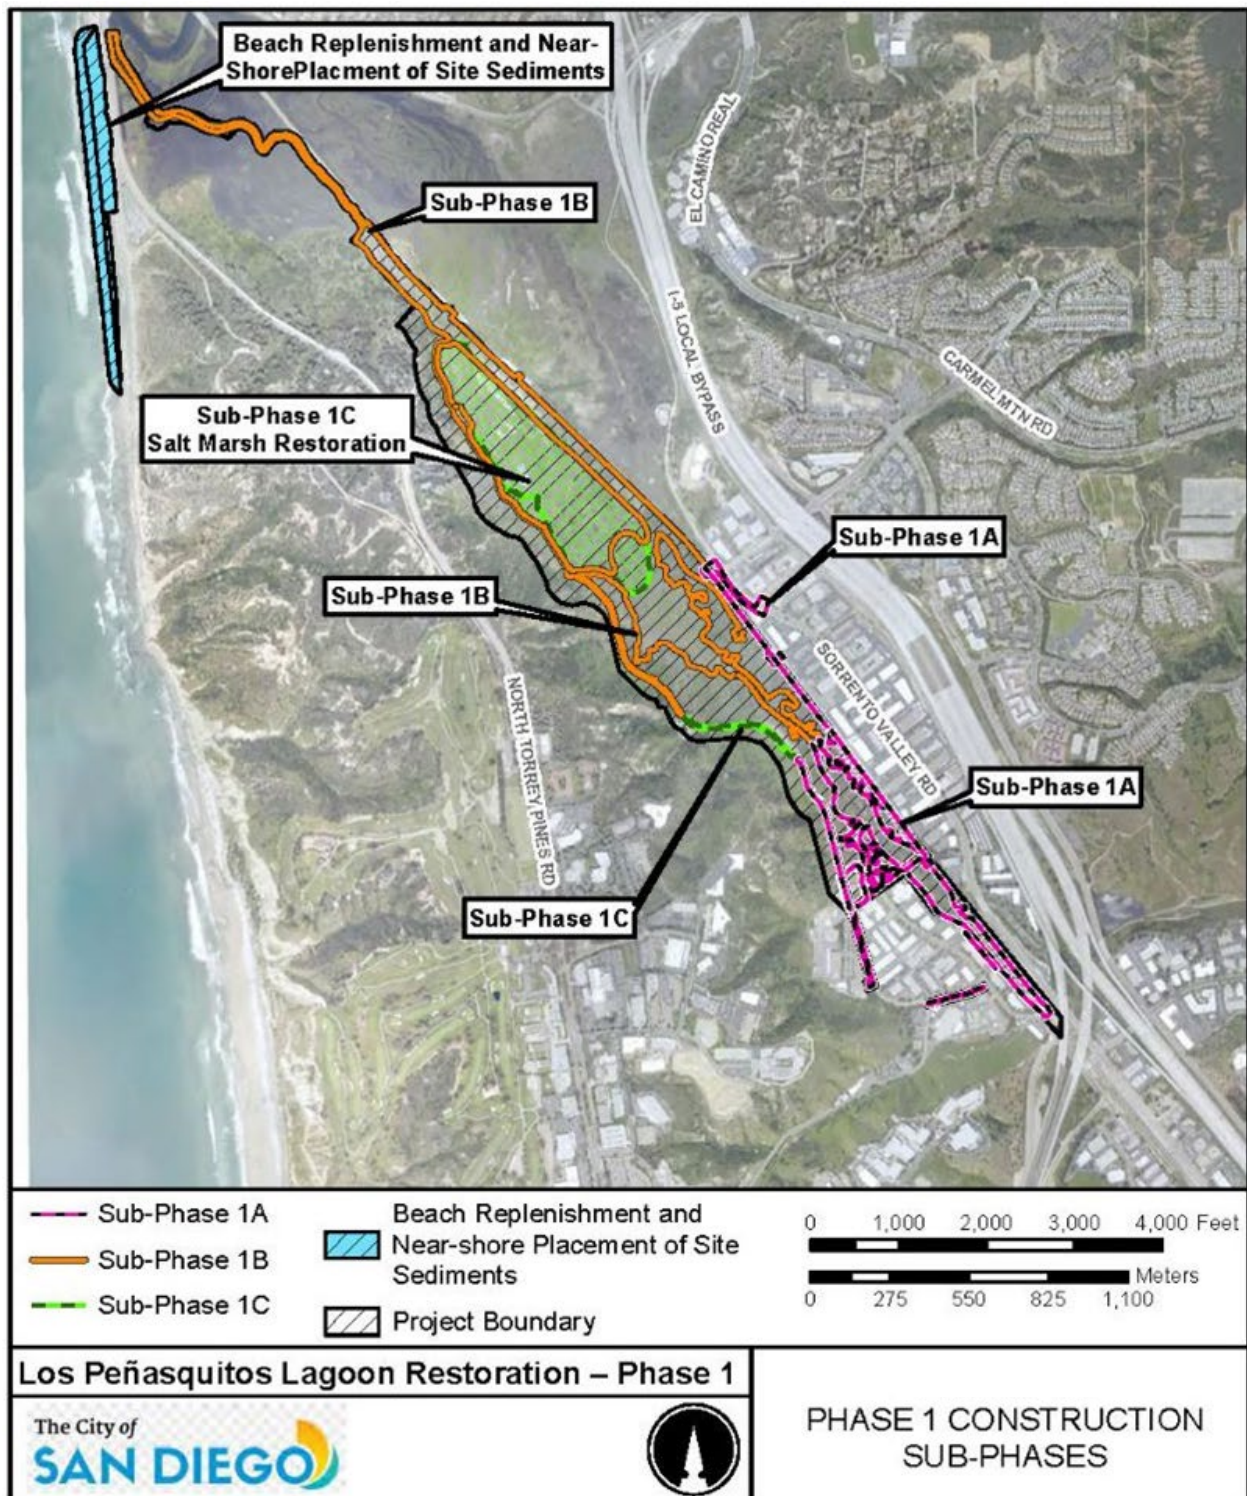 Beach Replenishment and Near-
ShorePlacment of Site Sediments
Sub-Phase 1B
EL CAMINO REAL
I-5 LOCAL BYPASS
CARMEL MTN RD
Sub-Phase 1C
Salt Marsh Restoration
Sub-Phase 1A
Sub-Phase 1B
SORRENTO VALLEY RD
NORTH TORREY PINES RD
Sub-Phase 1A
Sub-Phase 1C
Sub-Phase 1A
Sub-Phase 1B
Sub-Phase 1C
Beach Replenishment and
Near-shore Placement of Site
Sediments
Project Boundary
0 1,000 2,000 3,000 4,000 Feet
Meters
0 275 550 825 1,100
Los Peñasquitos Lagoon Restoration – Phase 1
The City of
SAN DIEGO
PHASE 1 CONSTRUCTION
SUB-PHASES